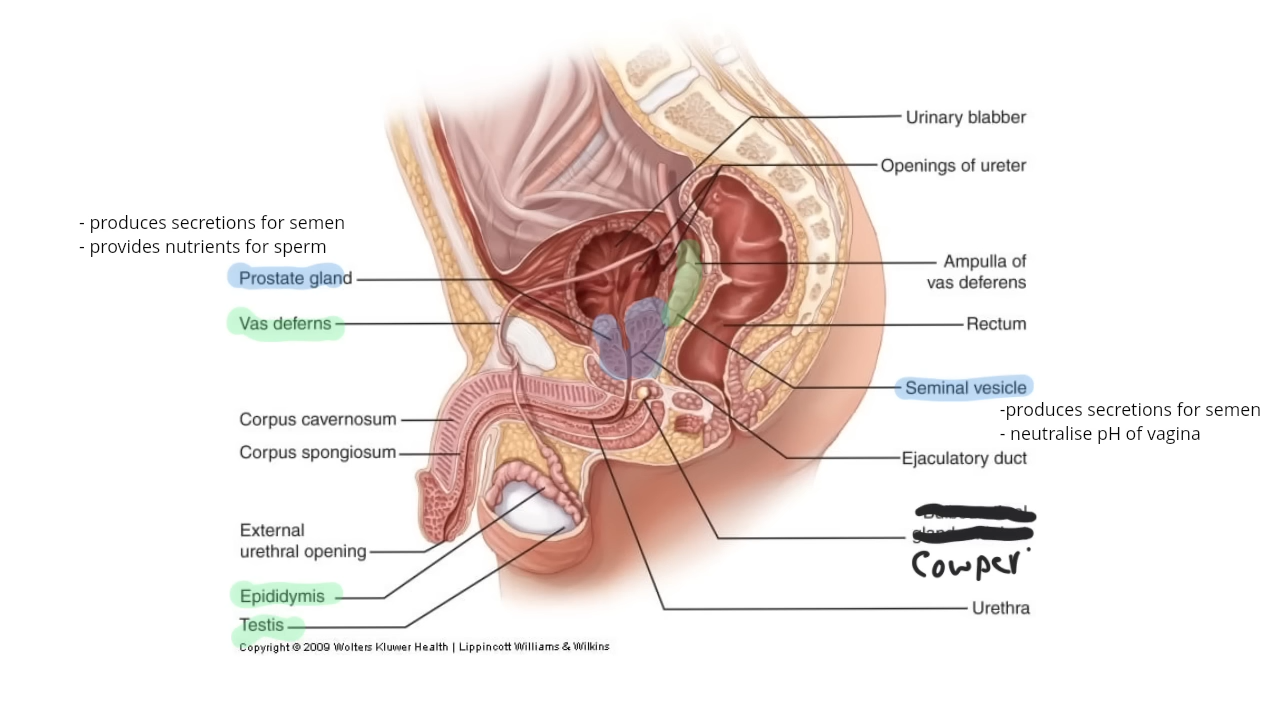 Urinary blabber
Openings of ureter
- produces secretions for semen
- provides nutrients for sperm
Prostate gland
Ampulla of
vas deferens
Vas deferns
Rectum
Seminal vesicle
-produces secretions for semen
- neutralise pH of vagina
Corpus cavernosum
Corpus spongiosum
Ejaculatory duct
External
urethral opening
Cowper
Epididymis
Urethra
Testis
Copyright © 2009 Wolters Kluwer Health | Lippincott Williams & Wilkins